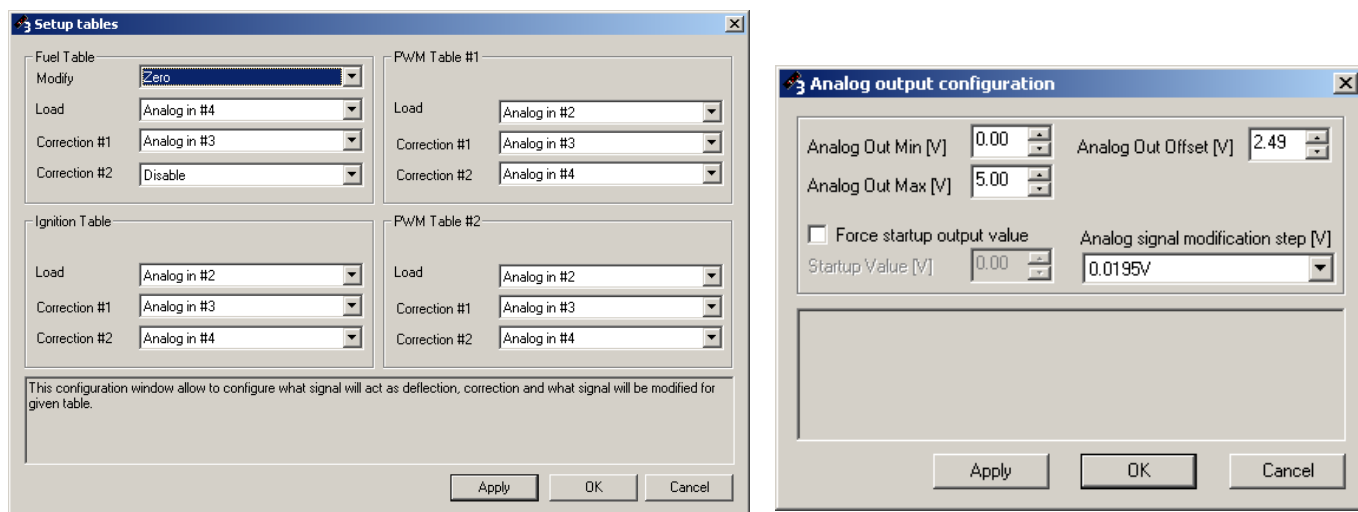 Setup tables
Fuel Table
Modify Zero
Load Analog in #4
Correction #1 Analog in #3
Correction #2 Disable
PWM Table #1
Load Analog in #2
Correction #1 Analog in #3
Correction #2 Analog in #4
Ignition Table
Load Analog in #2
Correction #1 Analog in #3
Correction #2 Analog in #4
PWM Table #2
Load Analog in #2
Correction #1 Analog in #3
Correction #2 Analog in #4
This configuration window allow to configure what signal will act as deflection, correction and what signal will be modified for
given table.
Apply OK Cancel
Analog output configuration
Analog Out Min [V] 0.00 Analog Out Offset [V] 2.49
Analog Out Max [V] 5.00
Force startup output value Analog signal modification step [V]
Startup Value [V] 0.00 0.0195V
Apply OK Cancel